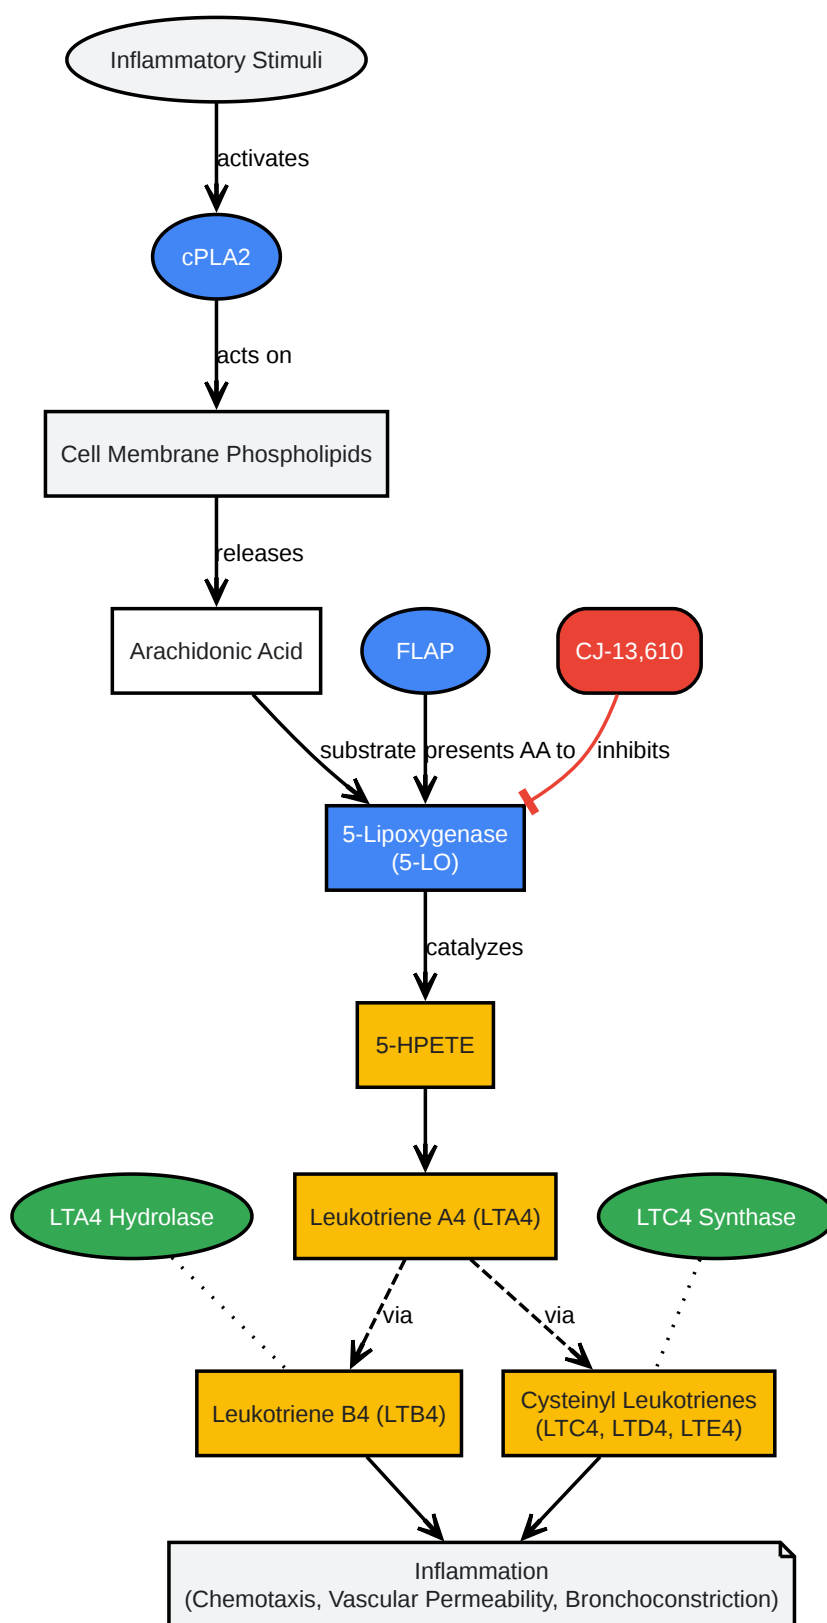 Inflammatory Stimuli
activates
cPLA2
acts on
Cell Membrane Phospholipids
releases
Arachidonic Acid
FLAP
CJ-13,610
substrate
presents AA to
inhibits
5-Lipoxygenase
(5-LO)
catalyzes
5-HPETE
LTA4 Hydrolase
Leukotriene A4 (LTA4)
LTC4 Synthase
via
via
Leukotriene B4 (LTB4)
Cysteinyl Leukotrienes
(LTC4, LTD4, LTE4)
Inflammation
(Chemotaxis, Vascular Permeability, Bronchoconstriction)